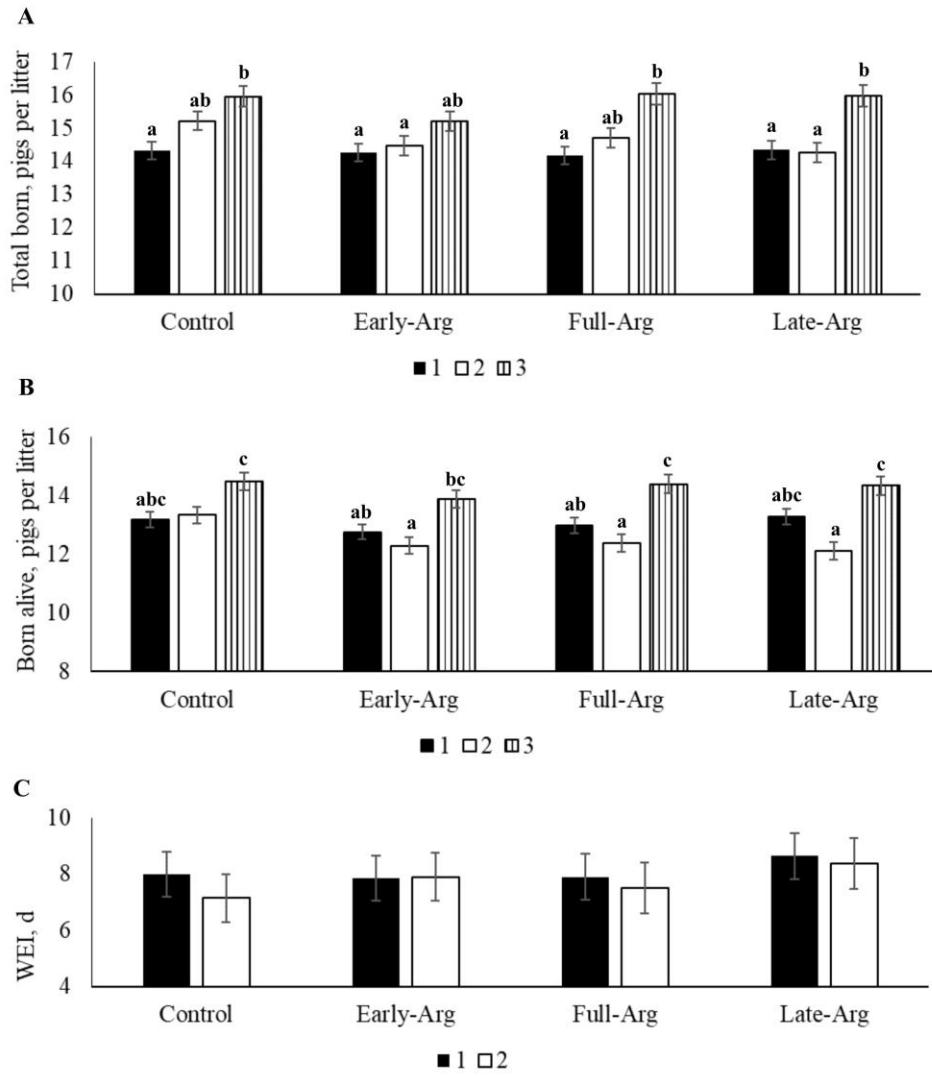 A
Total born, pigs per litter
17
16
15
14
13
12
11
10
a
ab
b
a
a
ab
a
ab
b
a
a
b
Control
Early-Arg
Full-Arg
Late-Arg
1 2 3
B
Born alive, pigs per litter
16
14
12
10
8
abc
c
ab
a
bc
ab
a
c
abc
a
c
Control
Early-Arg
Full-Arg
Late-Arg
1 2 3
C
WEI, d
10
8
6
4
Control
Early-Arg
Full-Arg
Late-Arg
1 2